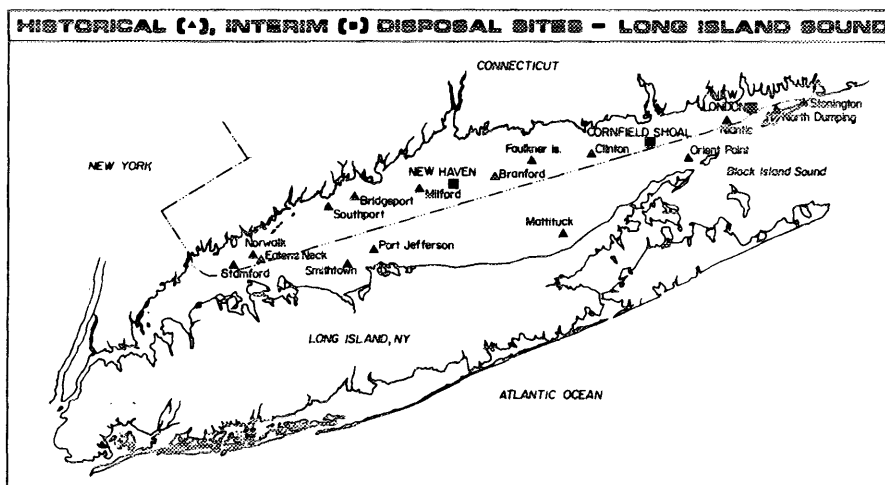 HISTORICAL (▲), INTERIM (■) DISPOSAL SITES - LONG ISLAND SOUND
CONNECTICUT
NEW YORK
NEW LONDON
Stonington
North Dumping
Niantic
CORNFIELD SHOAL
Clinton
Orient Point
Faulkner Is.
Branford
Block Island Sound
NEW HAVEN
Milford
Bridgeport
Southport
Mattituck
Norwalk
Eatons Neck
Port Jefferson
Stamford
Smithtown
LONG ISLAND, NY
ATLANTIC OCEAN